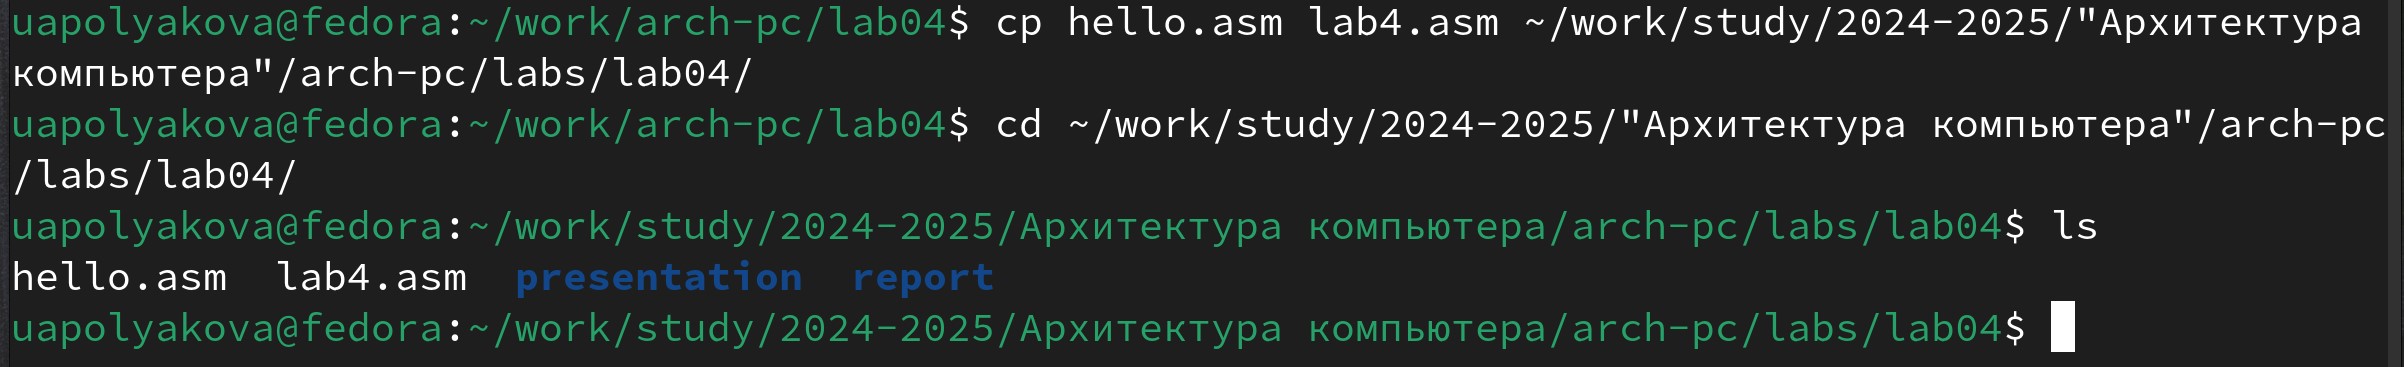 uapolyakova@fedora:~/work/arch-pc/lab04$ cp hello.asm lab4.asm ~/work/study/2024-2025/"Архитектура
компьютера"/arch-pc/labs/lab04/
uapolyakova@fedora:~/work/arch-pc/lab04$ cd ~/work/study/2024-2025/"Архитектура компьютера"/arch-pc
/labs/lab04/
uapolyakova@fedora:~/work/study/2024-2025/Архитектура компьютера/arch-pc/labs/lab04$ ls
hello.asm  lab4.asm  presentation  report
uapolyakova@fedora:~/work/study/2024-2025/Архитектура компьютера/arch-pc/labs/lab04$